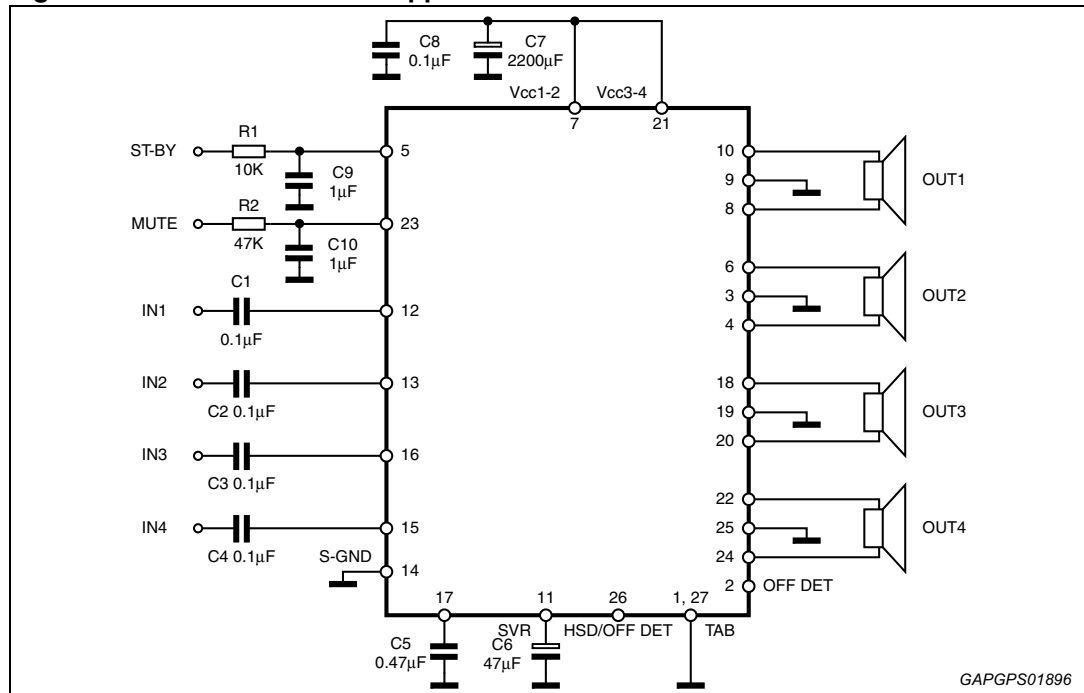 C8
0.1µF
C7
2200µF
Vcc1-2
Vcc3-4
7
21
ST-BY
R1
10K
5
C9
1µF
MUTE
R2
47K
23
C10
1µF
IN1
C1
0.1µF
12
IN2
C2 0.1µF
13
IN3
C3 0.1µF
16
IN4
C4 0.1µF
15
S-GND
14
10
9
8
OUT1
6
3
4
OUT2
18
19
20
OUT3
22
25
24
OUT4
2 OFF DET
17
11
26
1, 27
SVR
HSD/OFF DET
TAB
C5
0.47µF
C6
47µF
GAPGPS01896